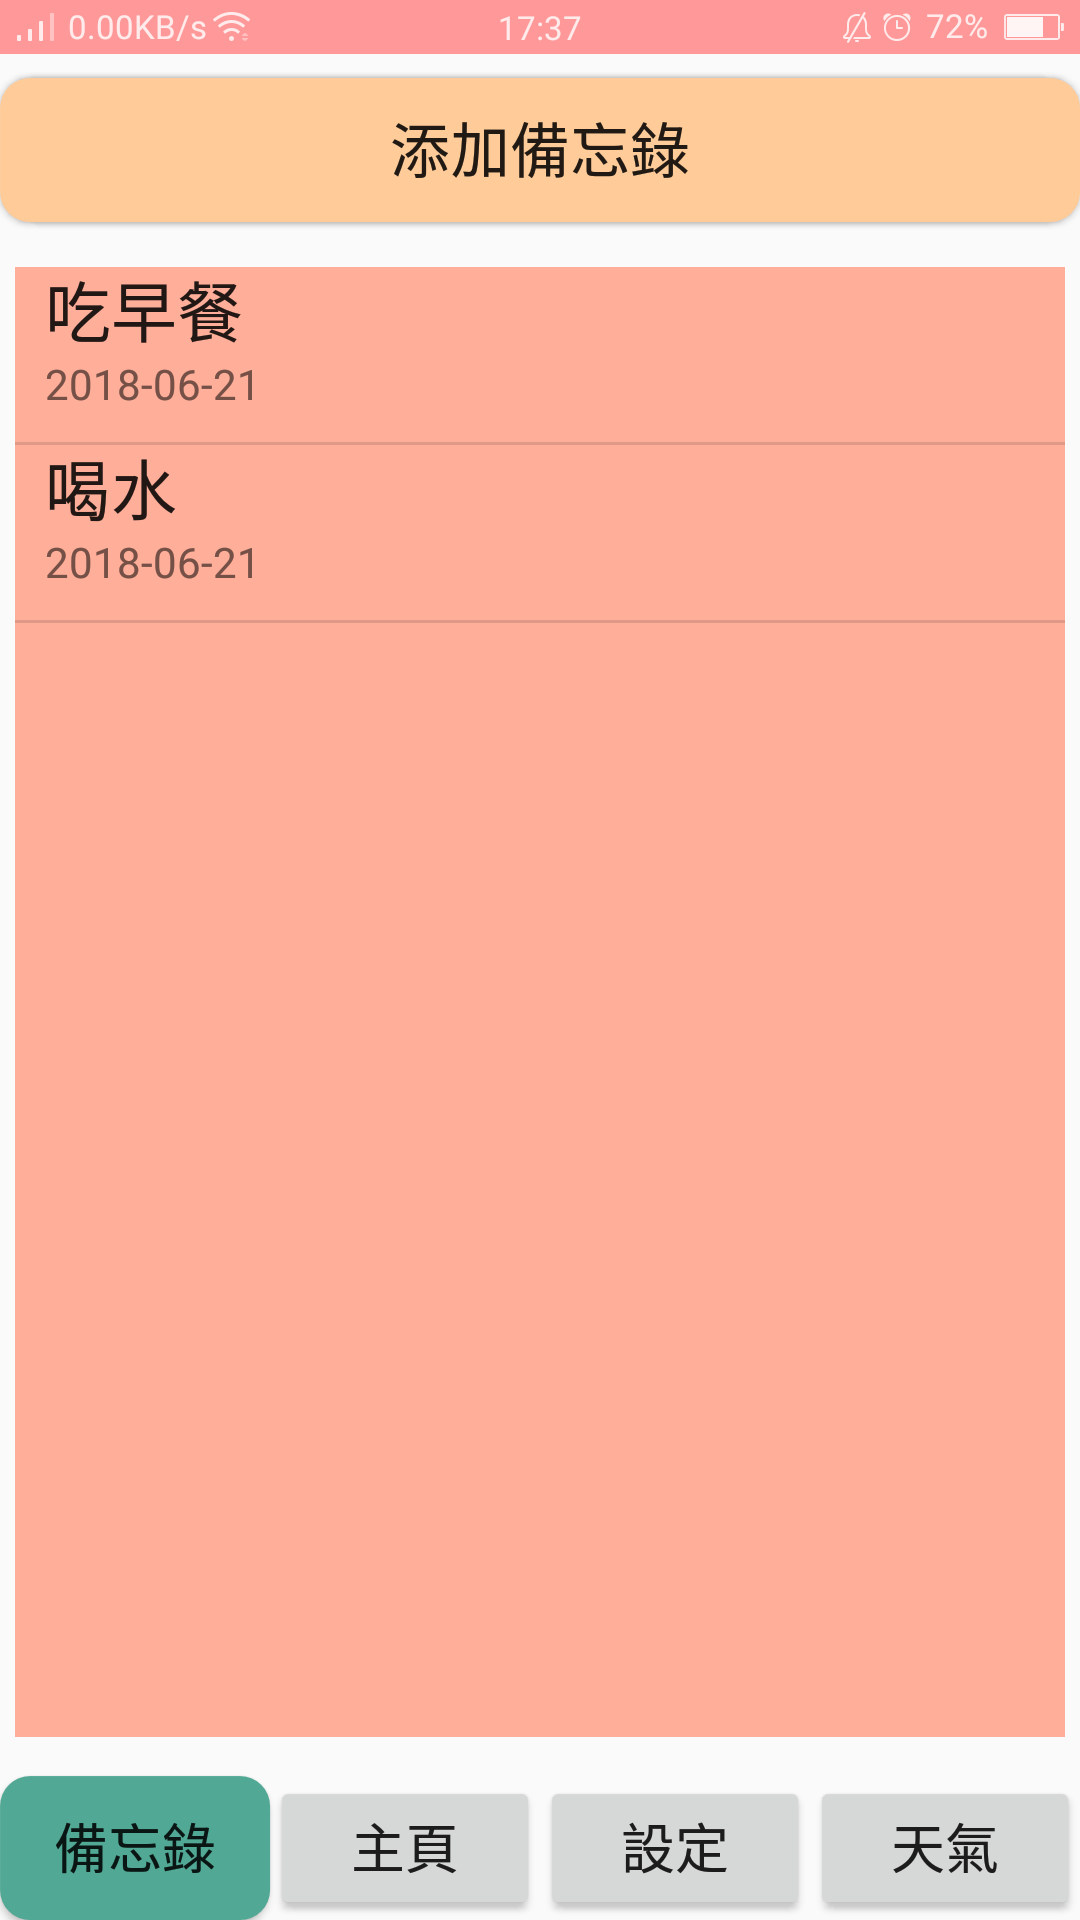 0.00KB/s 17:37 72%
添加備忘錄
吃早餐
2018-06-21
喝水
2018-06-21
備忘錄 主頁 設定 天氣